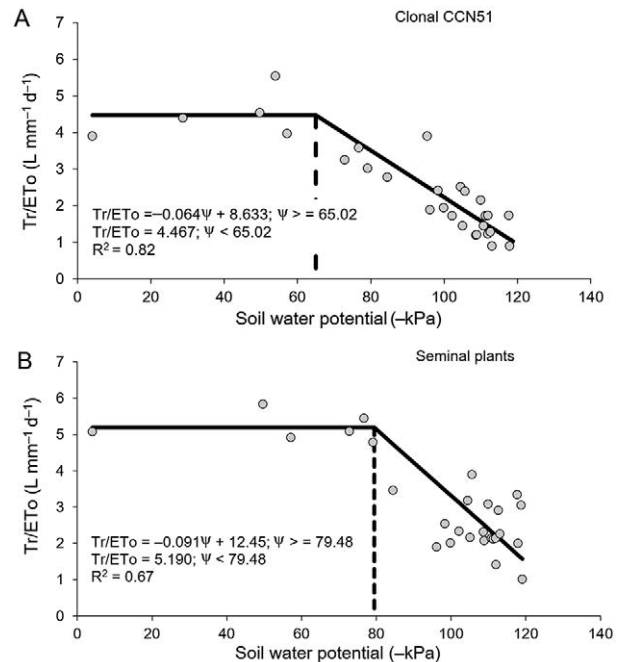 A
Clonal CCN51
Tr/ETo (L mm⁻¹ d⁻¹)
7
6
5
4
3
2
1
0
Tr/ETo =–0.064Ψ + 8.633; Ψ > = 65.02
Tr/ETo = 4.467; Ψ < 65.02
R² = 0.82
0 20 40 60 80 100 120 140
Soil water potential (–kPa)
B
Seminal plants
Tr/ETo (L mm⁻¹ d⁻¹)
7
6
5
4
3
2
1
0
Tr/ETo = –0.091Ψ + 12.45; Ψ > = 79.48
Tr/ETo = 5.190; Ψ < 79.48
R² = 0.67
0 20 40 60 80 100 120 140
Soil water potential (–kPa)